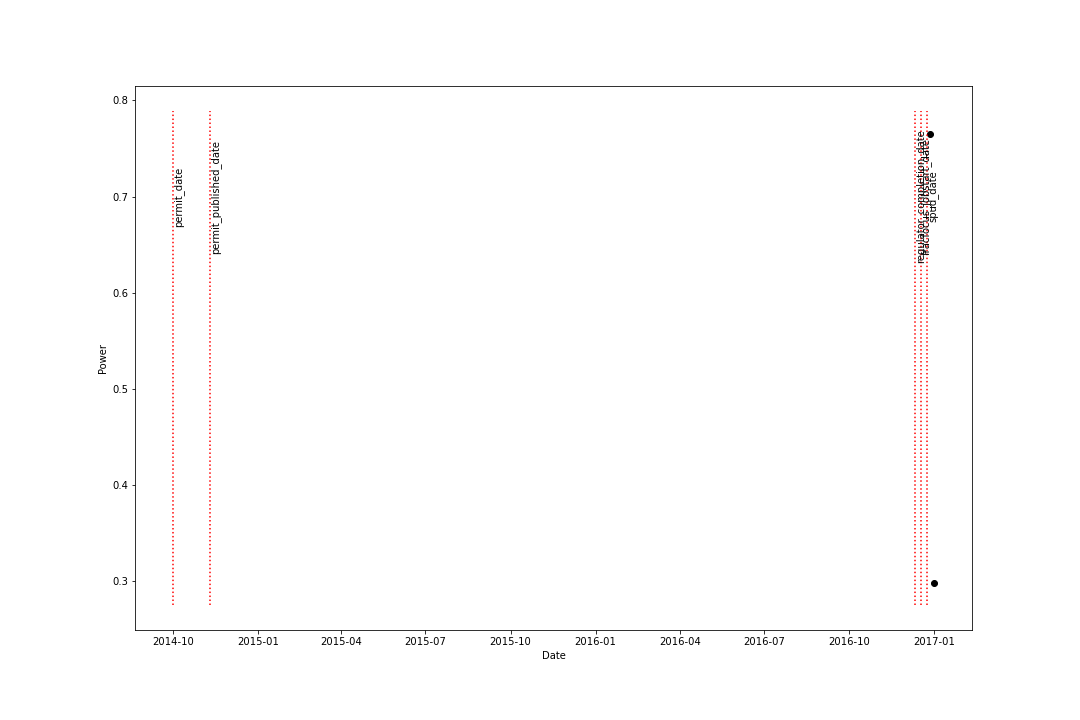 0.8
0.7
0.6
0.5
0.4
0.3
Power
permit_date
permit_published_date
regulator_completion_date
spud_date
2014-10
2015-01
2015-04
2015-07
2015-10
2016-01
2016-04
2016-07
2016-10
2017-01
Date